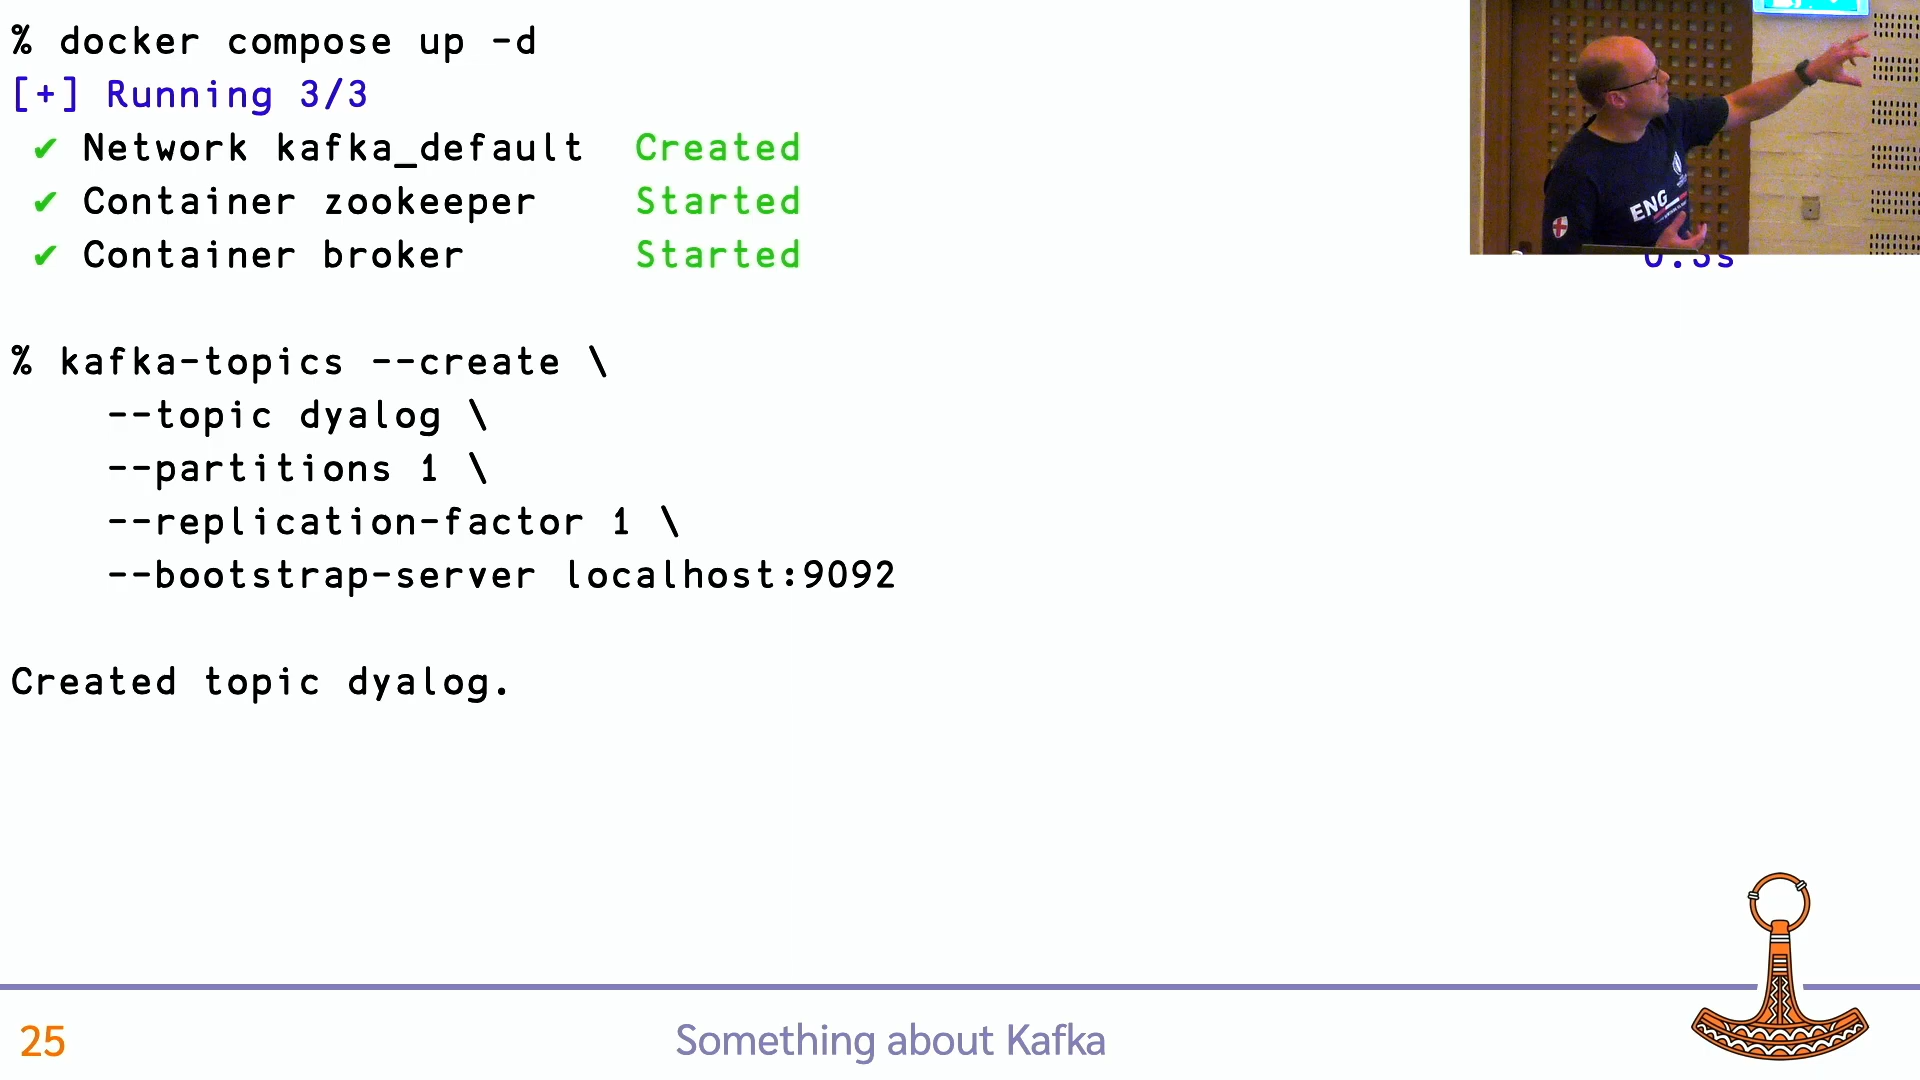 % docker compose up -d
[+] Running 3/3
✔ Network kafka_default Created
✔ Container zookeeper Started
✔ Container broker Started
% kafka-topics --create \
--topic dyalog \
--partitions 1 \
--replication-factor 1 \
--bootstrap-server localhost:9092
Created topic dyalog.
ENG
25
Something about Kafka